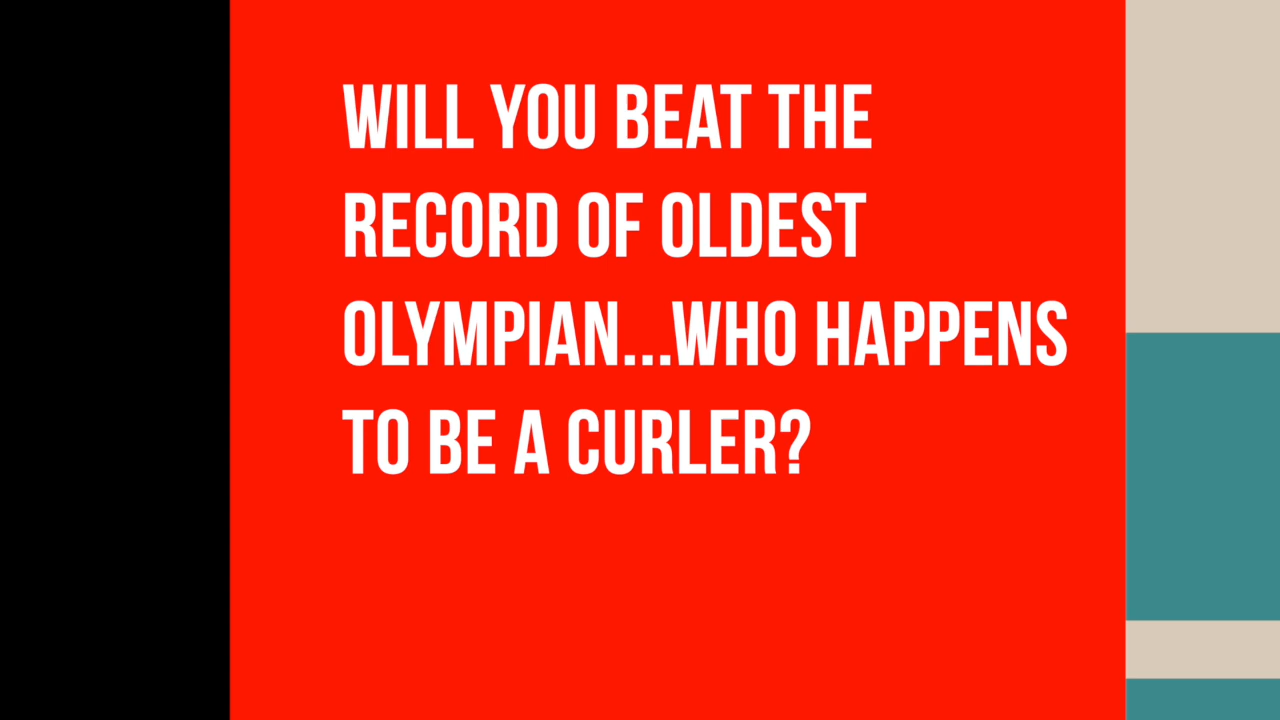 WILL YOU BEAT THE
RECORD OF OLDEST
OLYMPIAN...WHO HAPPENS
TO BE A CURLER?